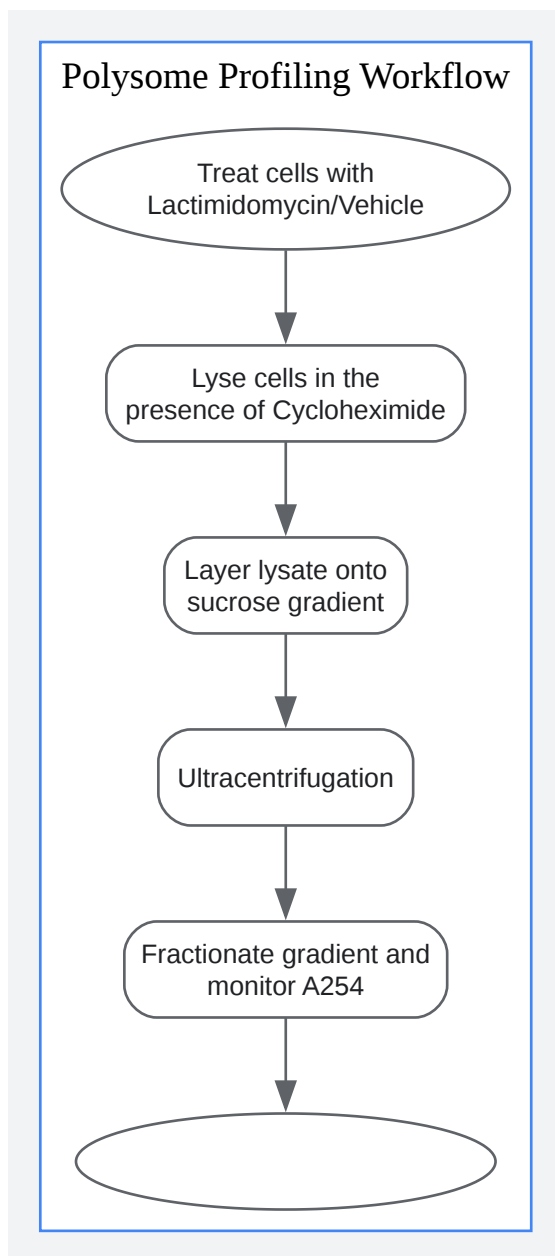 Polysome Profiling Workflow
Treat cells with
Lactimidomycin/Vehicle
Lyse cells in the
presence of Cycloheximide
Layer lysate onto
sucrose gradient
Ultracentrifugation
Fractionate gradient and
monitor A254